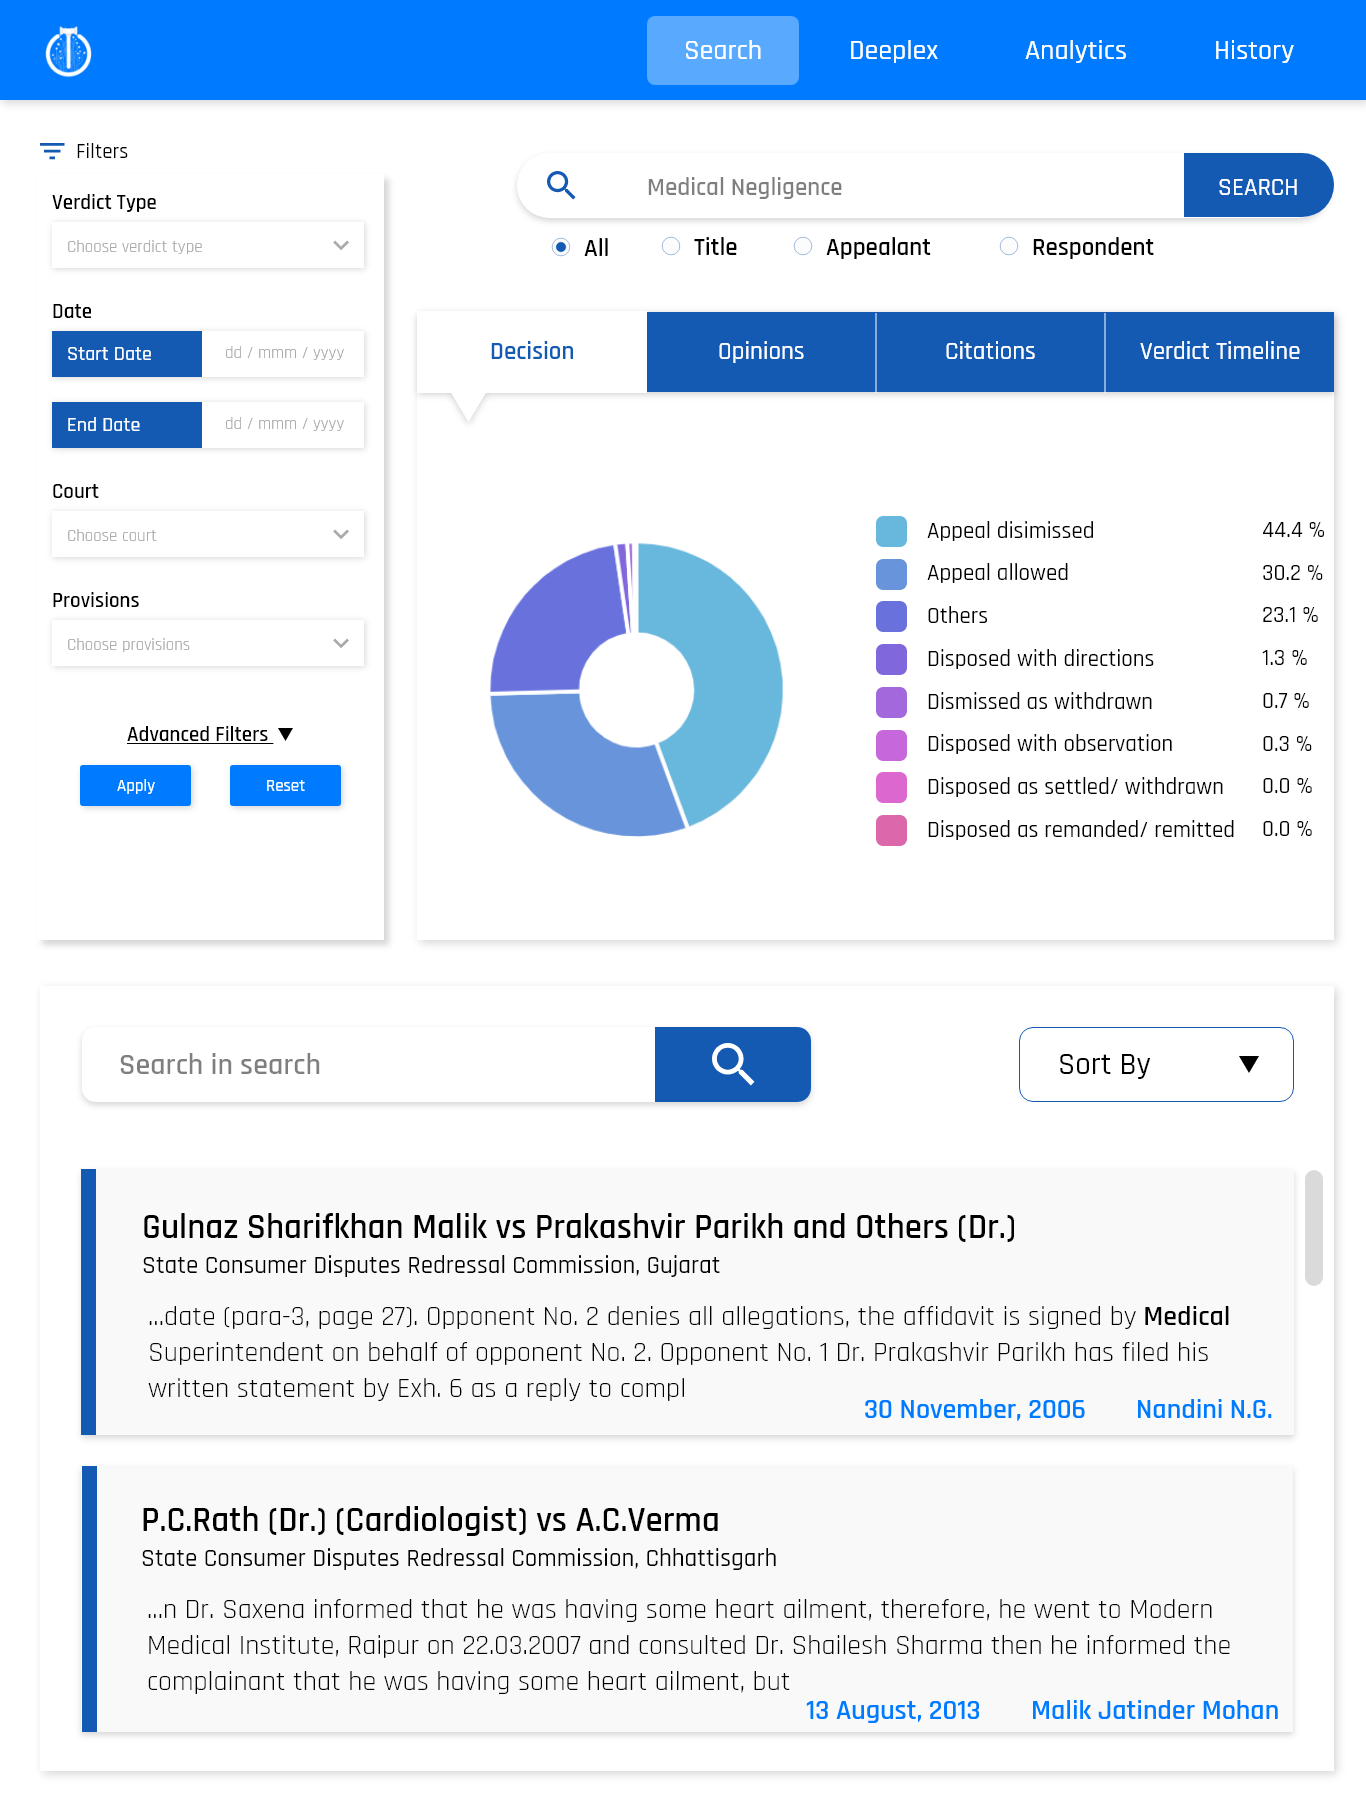 Search Deeplex Analytics History
Filters
Verdict Type
Choose verdict type
Date
Start Date dd / mmm / yyyy
End Date dd / mmm / yyyy
Court
Choose court
Provisions
Choose provisions
Advanced Filters
Apply Reset
Medical Negligence SEARCH
All Title Appealant Respondent
Decision Opinions Citations Verdict Timeline
Appeal disimissed 44.4 %
Appeal allowed 30.2 %
Others 23.1 %
Disposed with directions 1.3 %
Dismissed as withdrawn 0.7 %
Disposed with observation 0.3 %
Disposed as settled/ withdrawn 0.0 %
Disposed as remanded/ remitted 0.0 %
Search in search Sort By
Gulnaz Sharifkhan Malik vs Prakashvir Parikh and Others (Dr.)
State Consumer Disputes Redressal Commission, Gujarat
...date (para-3, page 27). Opponent No. 2 denies all allegations, the affidavit is signed by Medical
Superintendent on behalf of opponent No. 2. Opponent No. 1 Dr. Prakashvir Parikh has filed his
written statement by Exh. 6 as a reply to compl
30 November, 2006 Nandini N.G.
P.C.Rath (Dr.) (Cardiologist) vs A.C.Verma
State Consumer Disputes Redressal Commission, Chhattisgarh
...n Dr. Saxena informed that he was having some heart ailment, therefore, he went to Modern
Medical Institute, Raipur on 22.03.2007 and consulted Dr. Shailesh Sharma then he informed the
complainant that he was having some heart ailment, but
13 August, 2013 Malik Jatinder Mohan